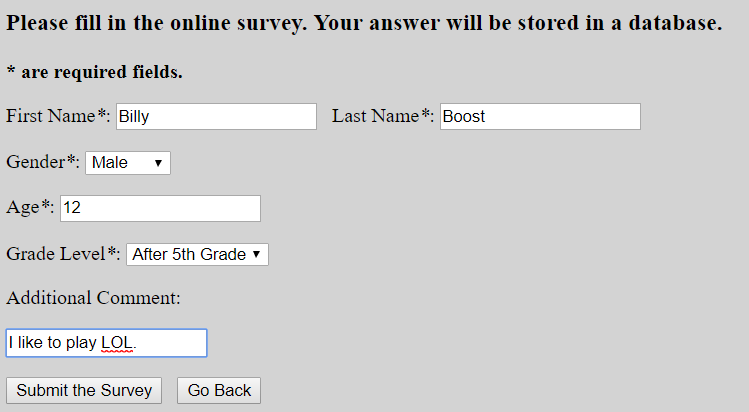 Please fill in the online survey. Your answer will be stored in a database.
* are required fields.
First Name*: Billy Last Name*: Boost
Gender*: Male
Age*: 12
Grade Level*: After 5th Grade
Additional Comment:
I like to play LOL.
Submit the Survey Go Back